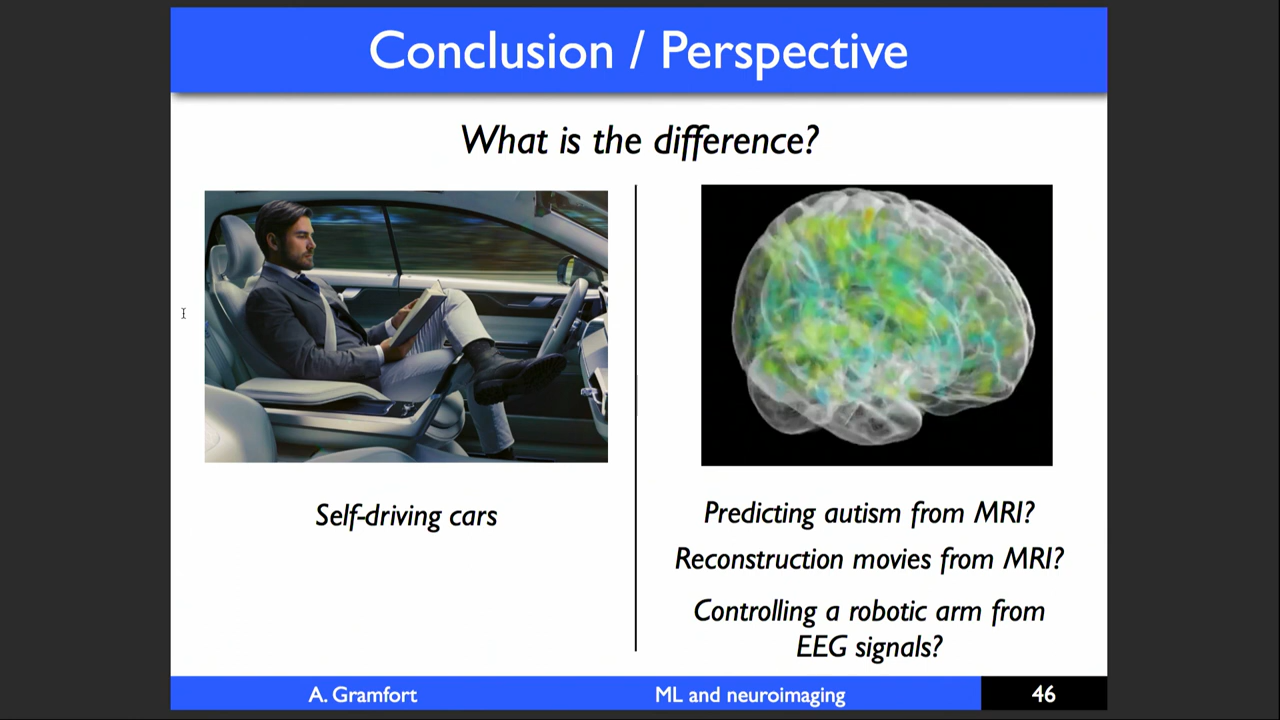 Conclusion / Perspective
What is the difference?
Self-driving cars
Predicting autism from MRI?
Reconstruction movies from MRI?
Controlling a robotic arm from
EEG signals?
A. Gramfort
ML and neuroimaging
46